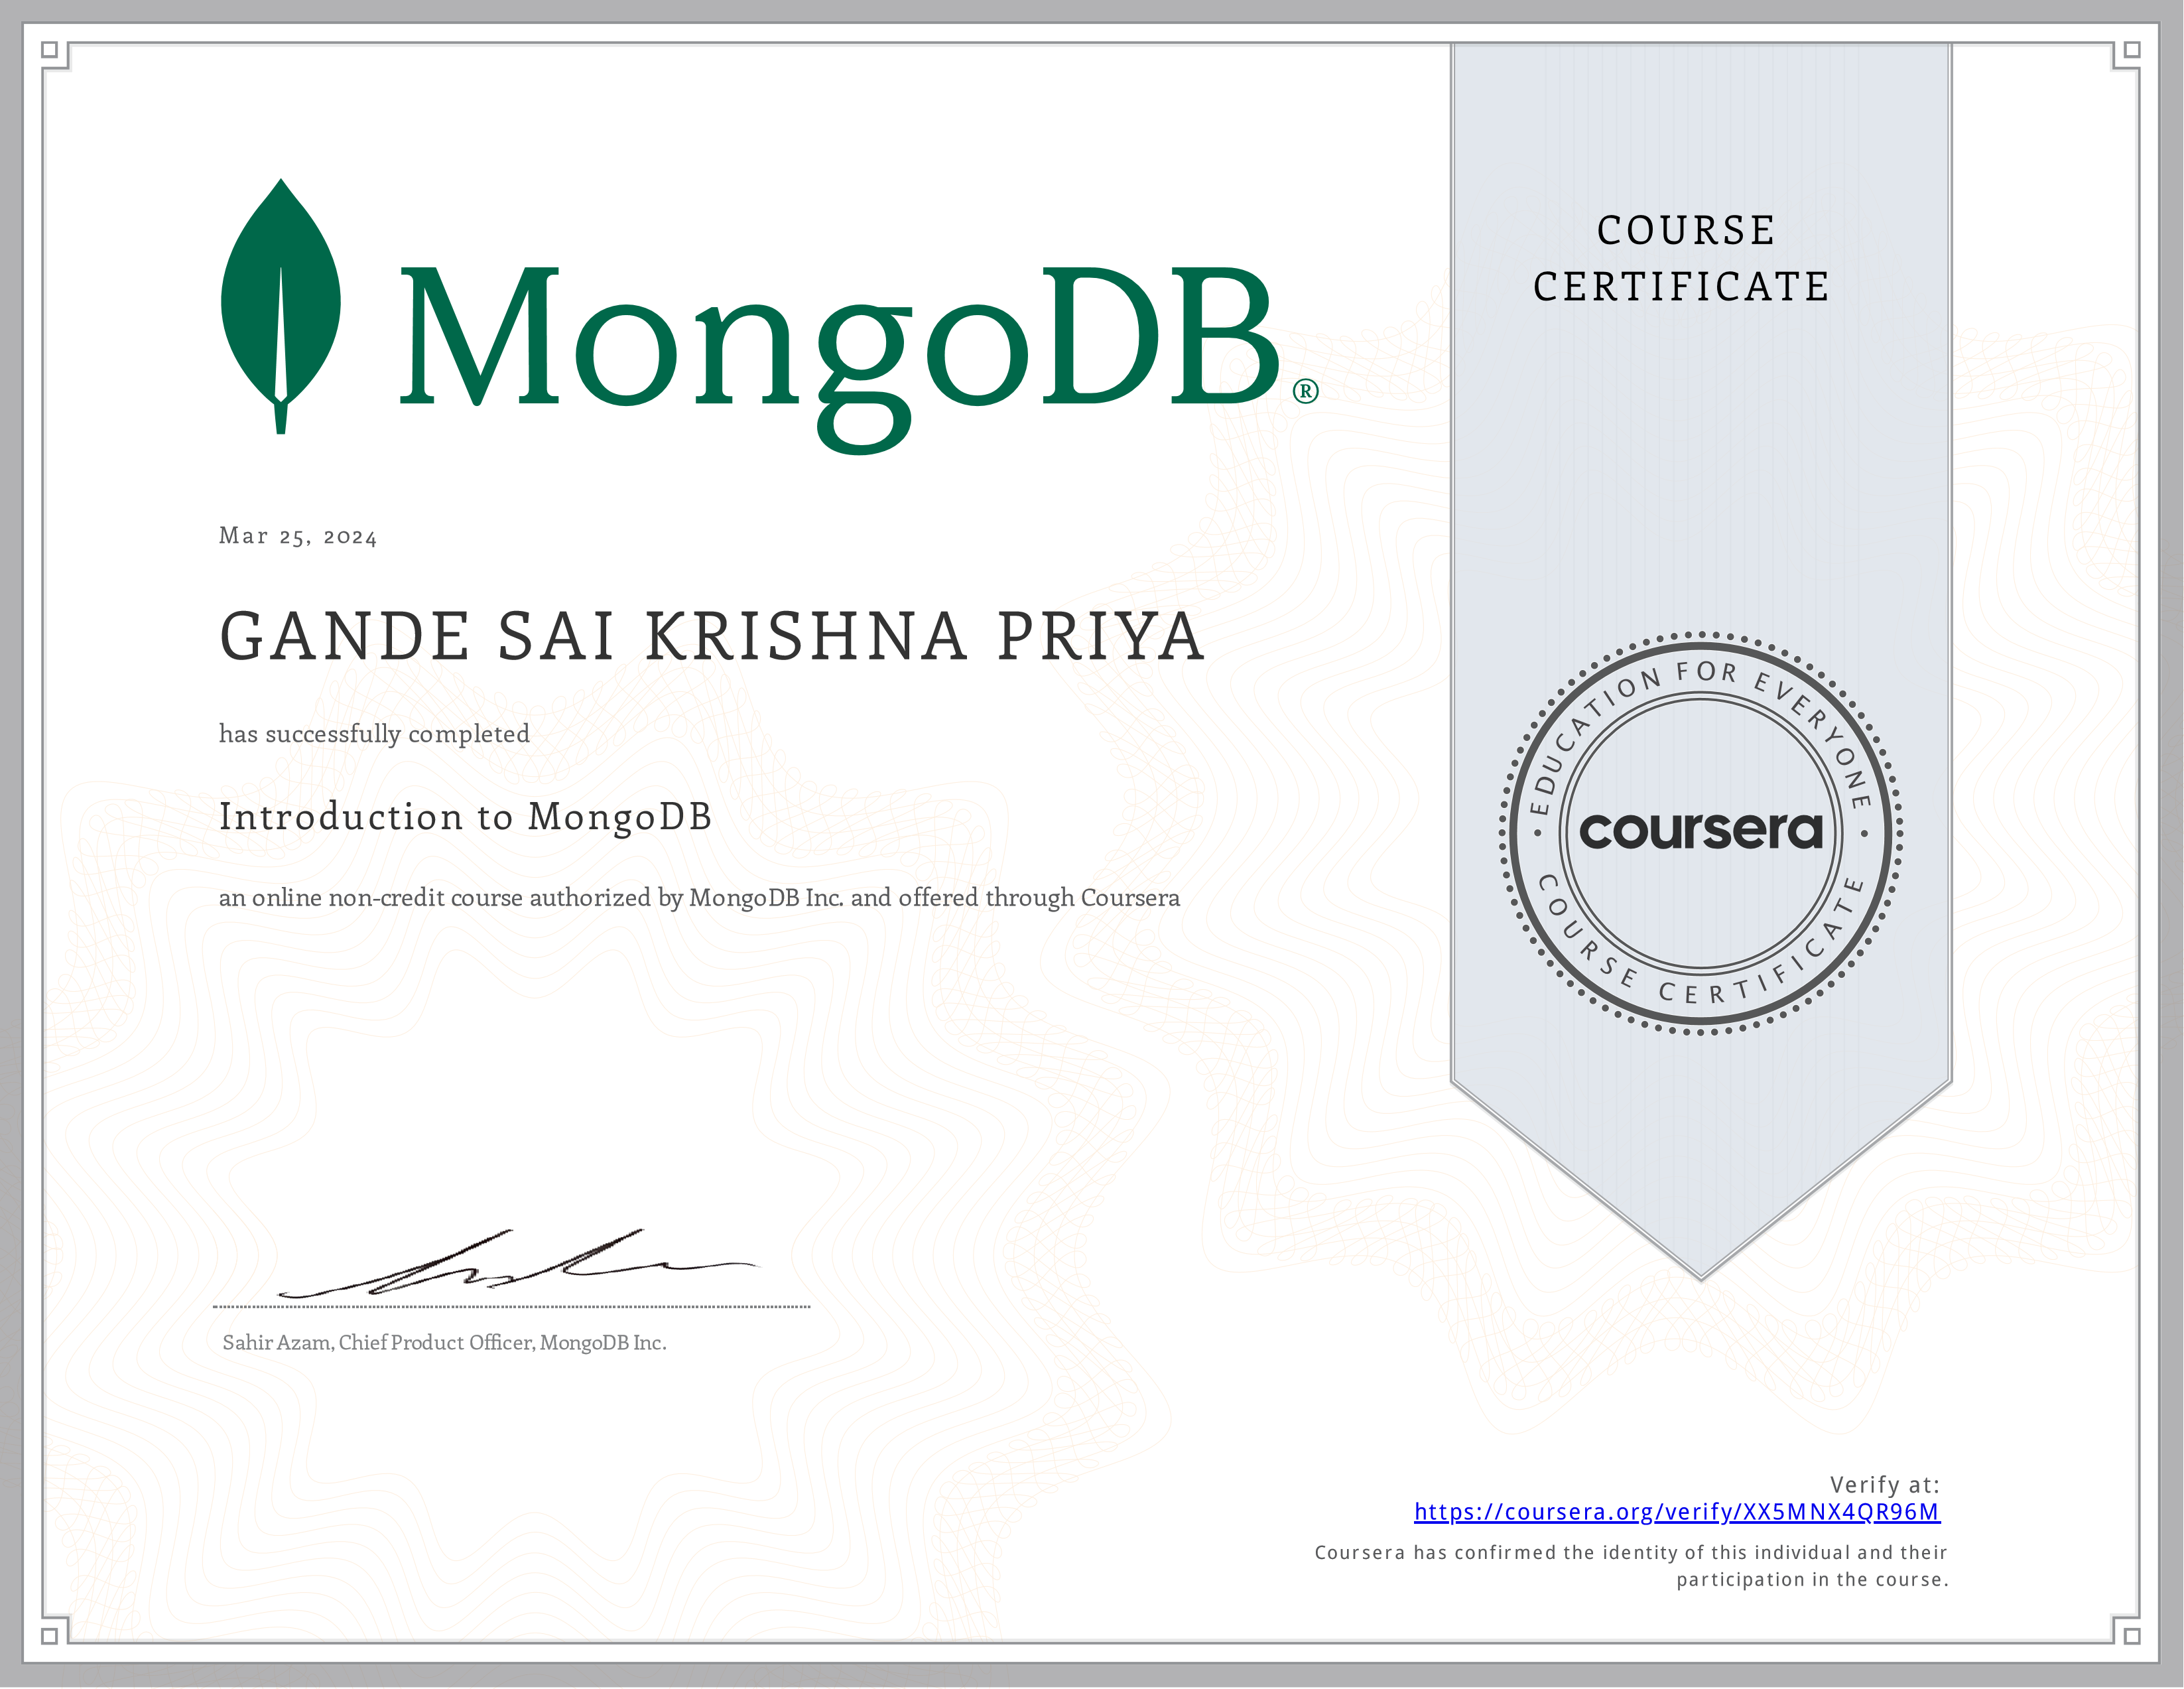 MongoDB®
COURSE
CERTIFICATE
Mar 25, 2024
GANDE SAI KRISHNA PRIYA
has successfully completed
Introduction to MongoDB
an online non-credit course authorized by MongoDB Inc. and offered through Coursera
EDUCATION FOR EVERYONE
coursera
COURSE CERTIFICATE
Sahir Azam, Chief Product Officer, MongoDB Inc.
Verify at:
https://coursera.org/verify/XX5MNX4QR96M
Coursera has confirmed the identity of this individual and their
participation in the course.